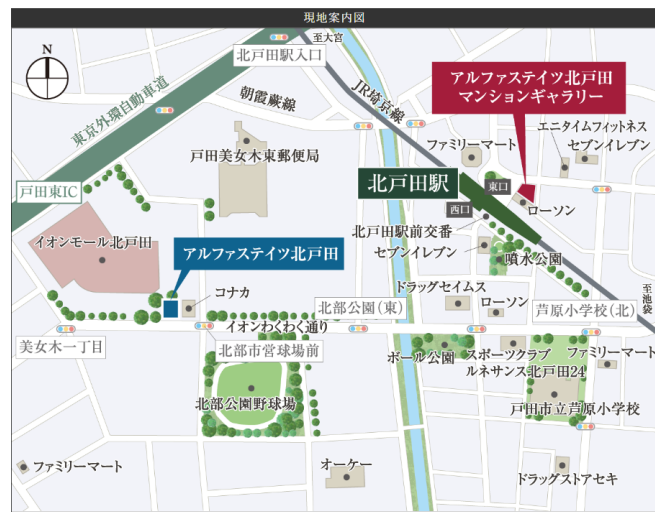 現地案内図
至大宮
北戸田駅入口
N
東京外環自動車道
朝霞蕨線
JR埼京線
アルファステイツ北戸田
マンションギャラリー
エニタイムフィットネス
セブンイレブン
ファミリーマート
戸田美女木東郵便局
北戸田駅
東口
西口
ローソン
戸田東IC
北戸田駅前交番
セブンイレブン
噴水公園
イオンモール北戸田
アルファステイツ北戸田
コナカ
ドラッグセイムス
ローソン
至池袋
北部公園(東)
芦原小学校(北)
イオンわくわく通り
美女木一丁目
北部市営球場前
ボール公園
スポーツクラブ
ルネサンス北戸田24
ファミリーマート
北部公園野球場
戸田市立芦原小学校
ファミリーマート
オーケー
ドラッグストアセキ